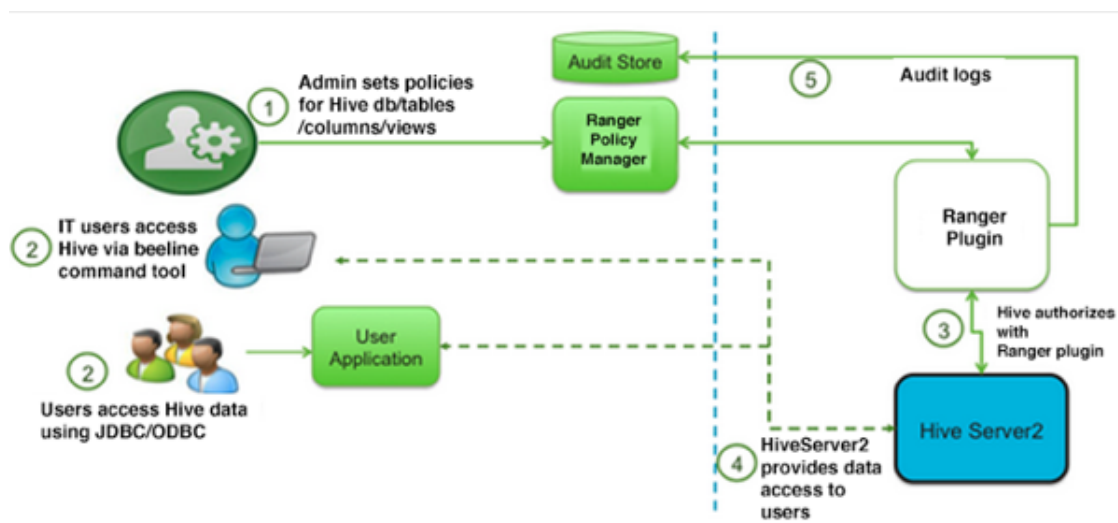 Audit Store
5
Audit logs
1
Admin sets policies
for Hive db/tables
/columns/views
Ranger
Policy
Manager
Ranger
Plugin
2
IT users access
Hive via beeline
command tool
3
Hive authorizes
with
Ranger plugin
User
Application
2
Users access Hive data
using JDBC/ODBC
Hive Server2
4
HiveServer2
provides data
access to
users